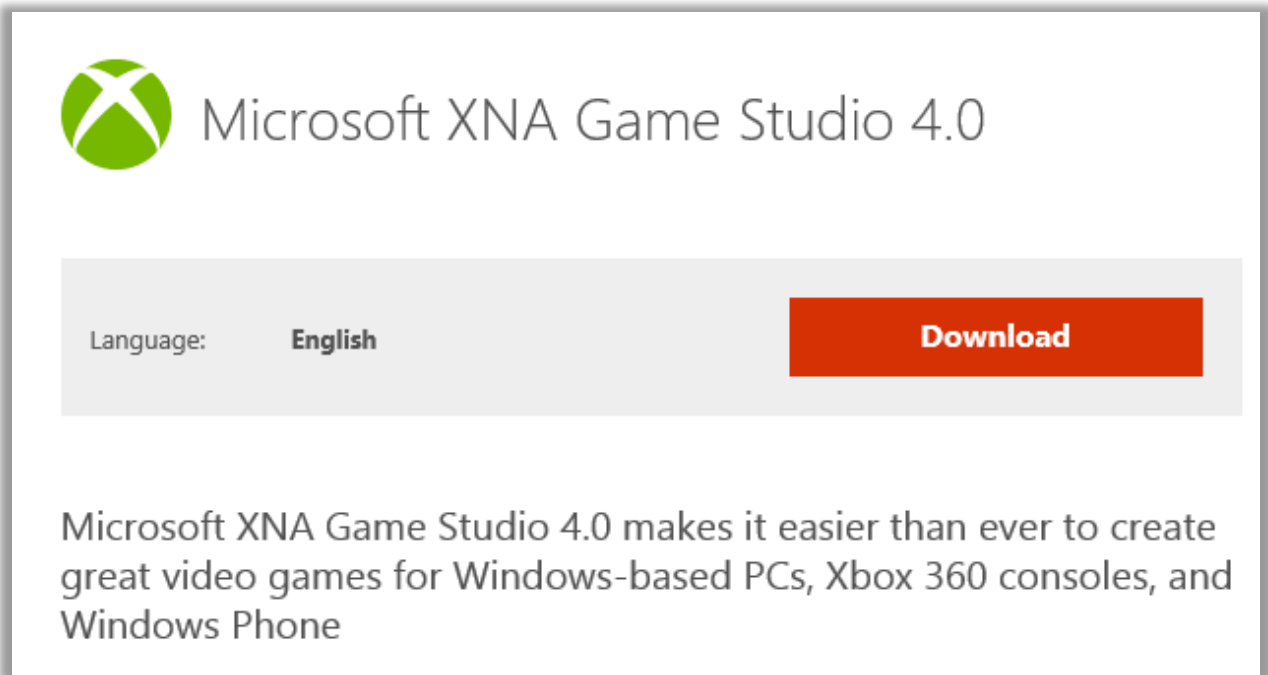 Microsoft XNA Game Studio 4.0
Language: English Download
Microsoft XNA Game Studio 4.0 makes it easier than ever to create
great video games for Windows-based PCs, Xbox 360 consoles, and
Windows Phone